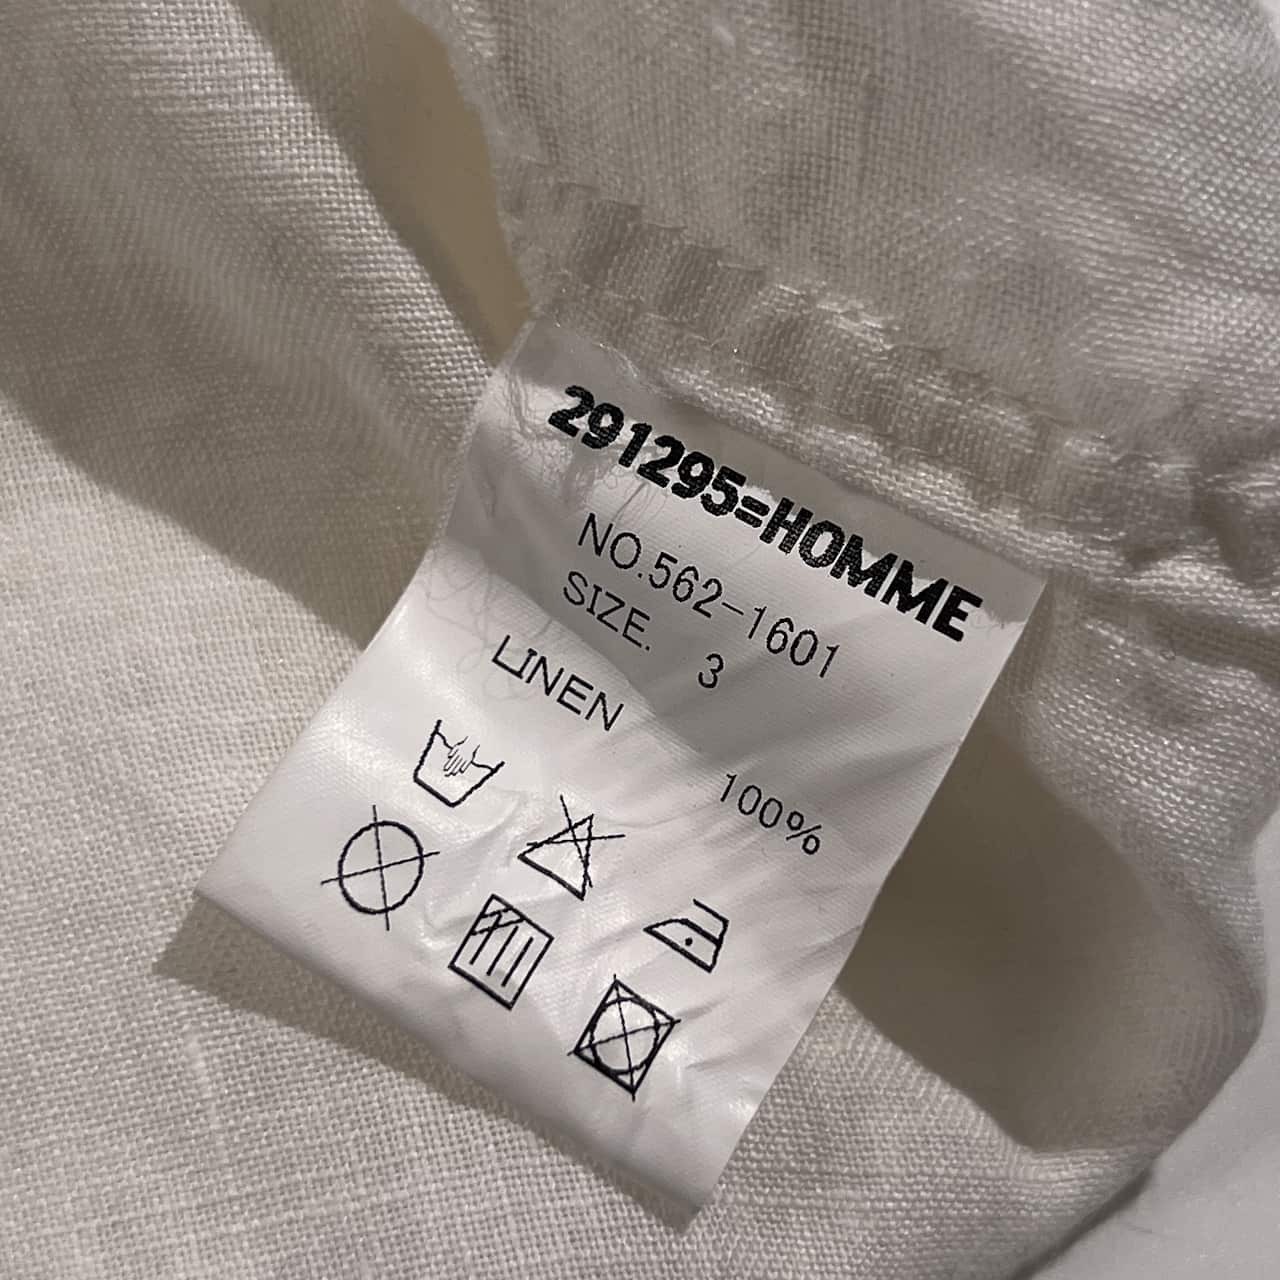 291295=HOMME
NO.562-1601
SIZE. 3
LINEN
100%